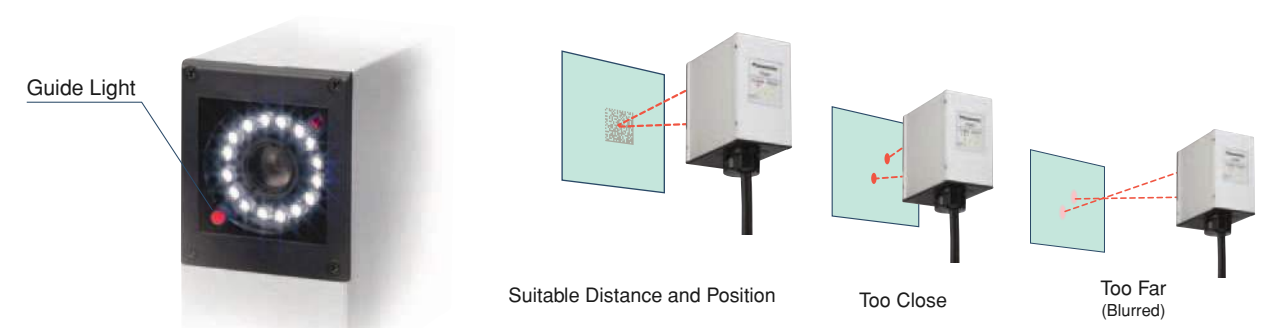 Guide Light
Suitable Distance and Position
Too Close
Too Far
(Blurred)